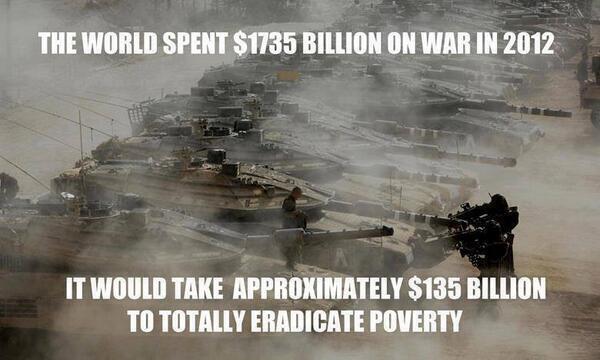 THE WORLD SPENT $1735 BILLION ON WAR IN 2012
IT WOULD TAKE APPROXIMATELY $135 BILLION
TO TOTALLY ERADICATE POVERTY